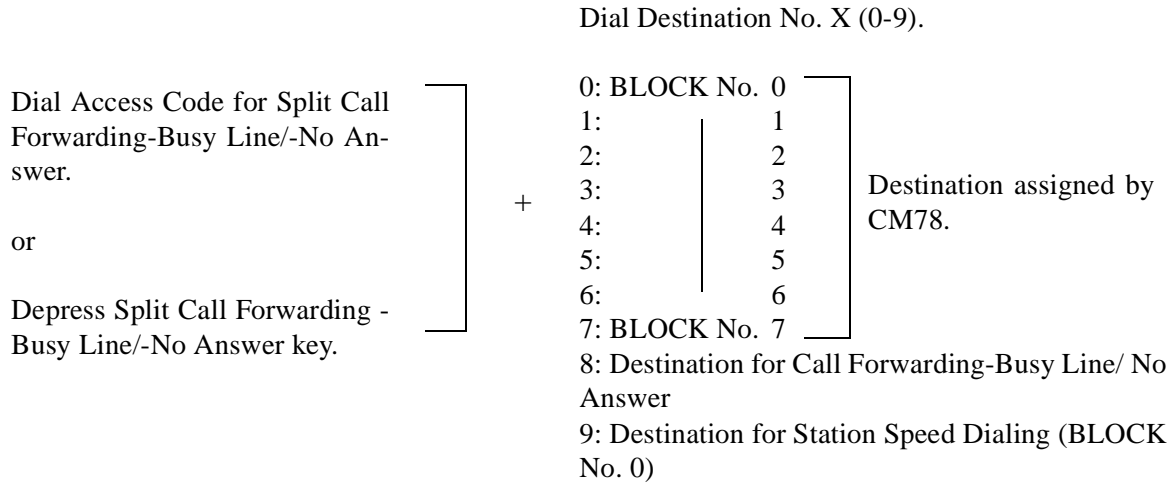 Dial Destination No. X (0-9).
Dial Access Code for Split Call
Forwarding-Busy Line/-No An-
swer.
or
Depress Split Call Forwarding -
Busy Line/-No Answer key.
+
0: BLOCK No. 0
1: 1
2: 2
3: 3
4: 4
5: 5
6: 6
7: BLOCK No. 7
Destination assigned by
CM78.
8: Destination for Call Forwarding-Busy Line/ No
Answer
9: Destination for Station Speed Dialing (BLOCK
No. 0)